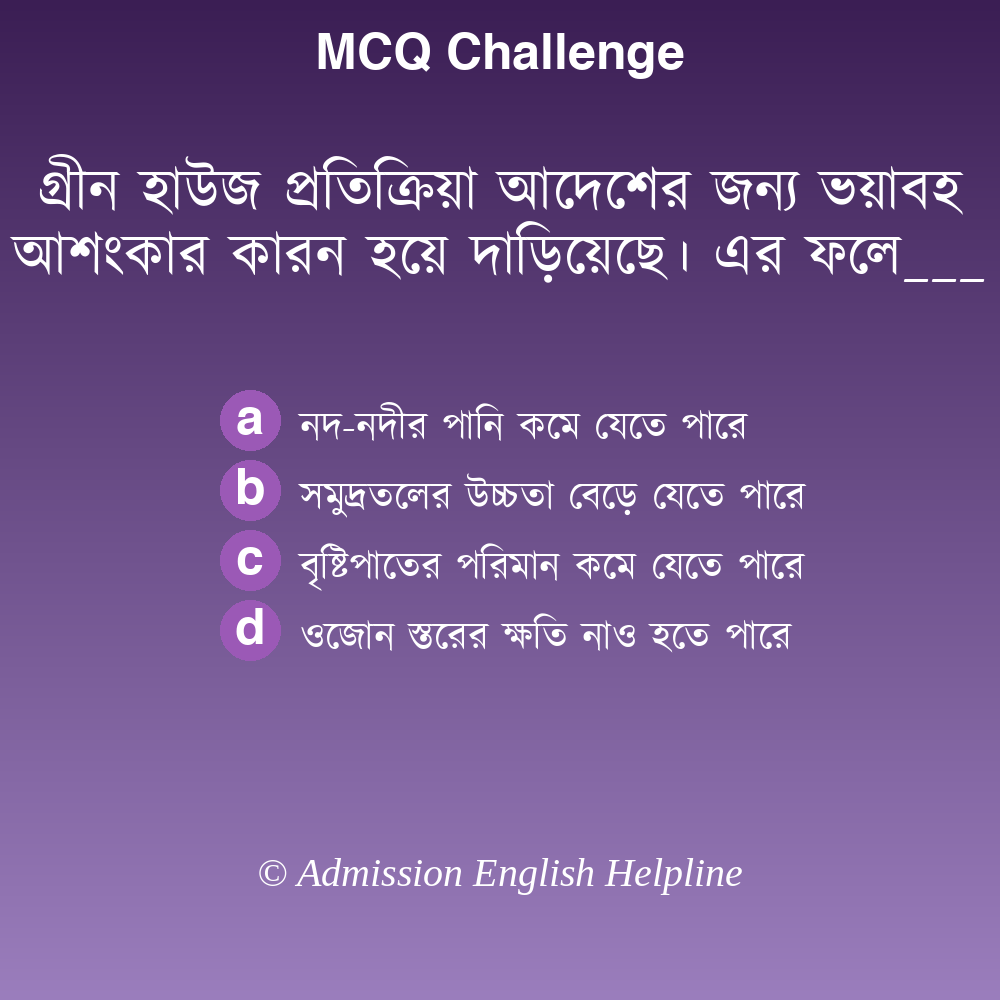 MCQ Challenge
গ্রীন হাউজ প্রতিক্রিয়া আদেশের জন্য ভয়াবহ
আশংকার কারন হয়ে দাড়িয়েছে। এর ফলে___
a নদ-নদীর পানি কমে যেতে পারে
b সমুদ্রতলের উচ্চতা বেড়ে যেতে পারে
c বৃষ্টিপাতের পরিমান কমে যেতে পারে
d ওজোন স্তরের ক্ষতি নাও হতে পারে
© Admission English Helpline